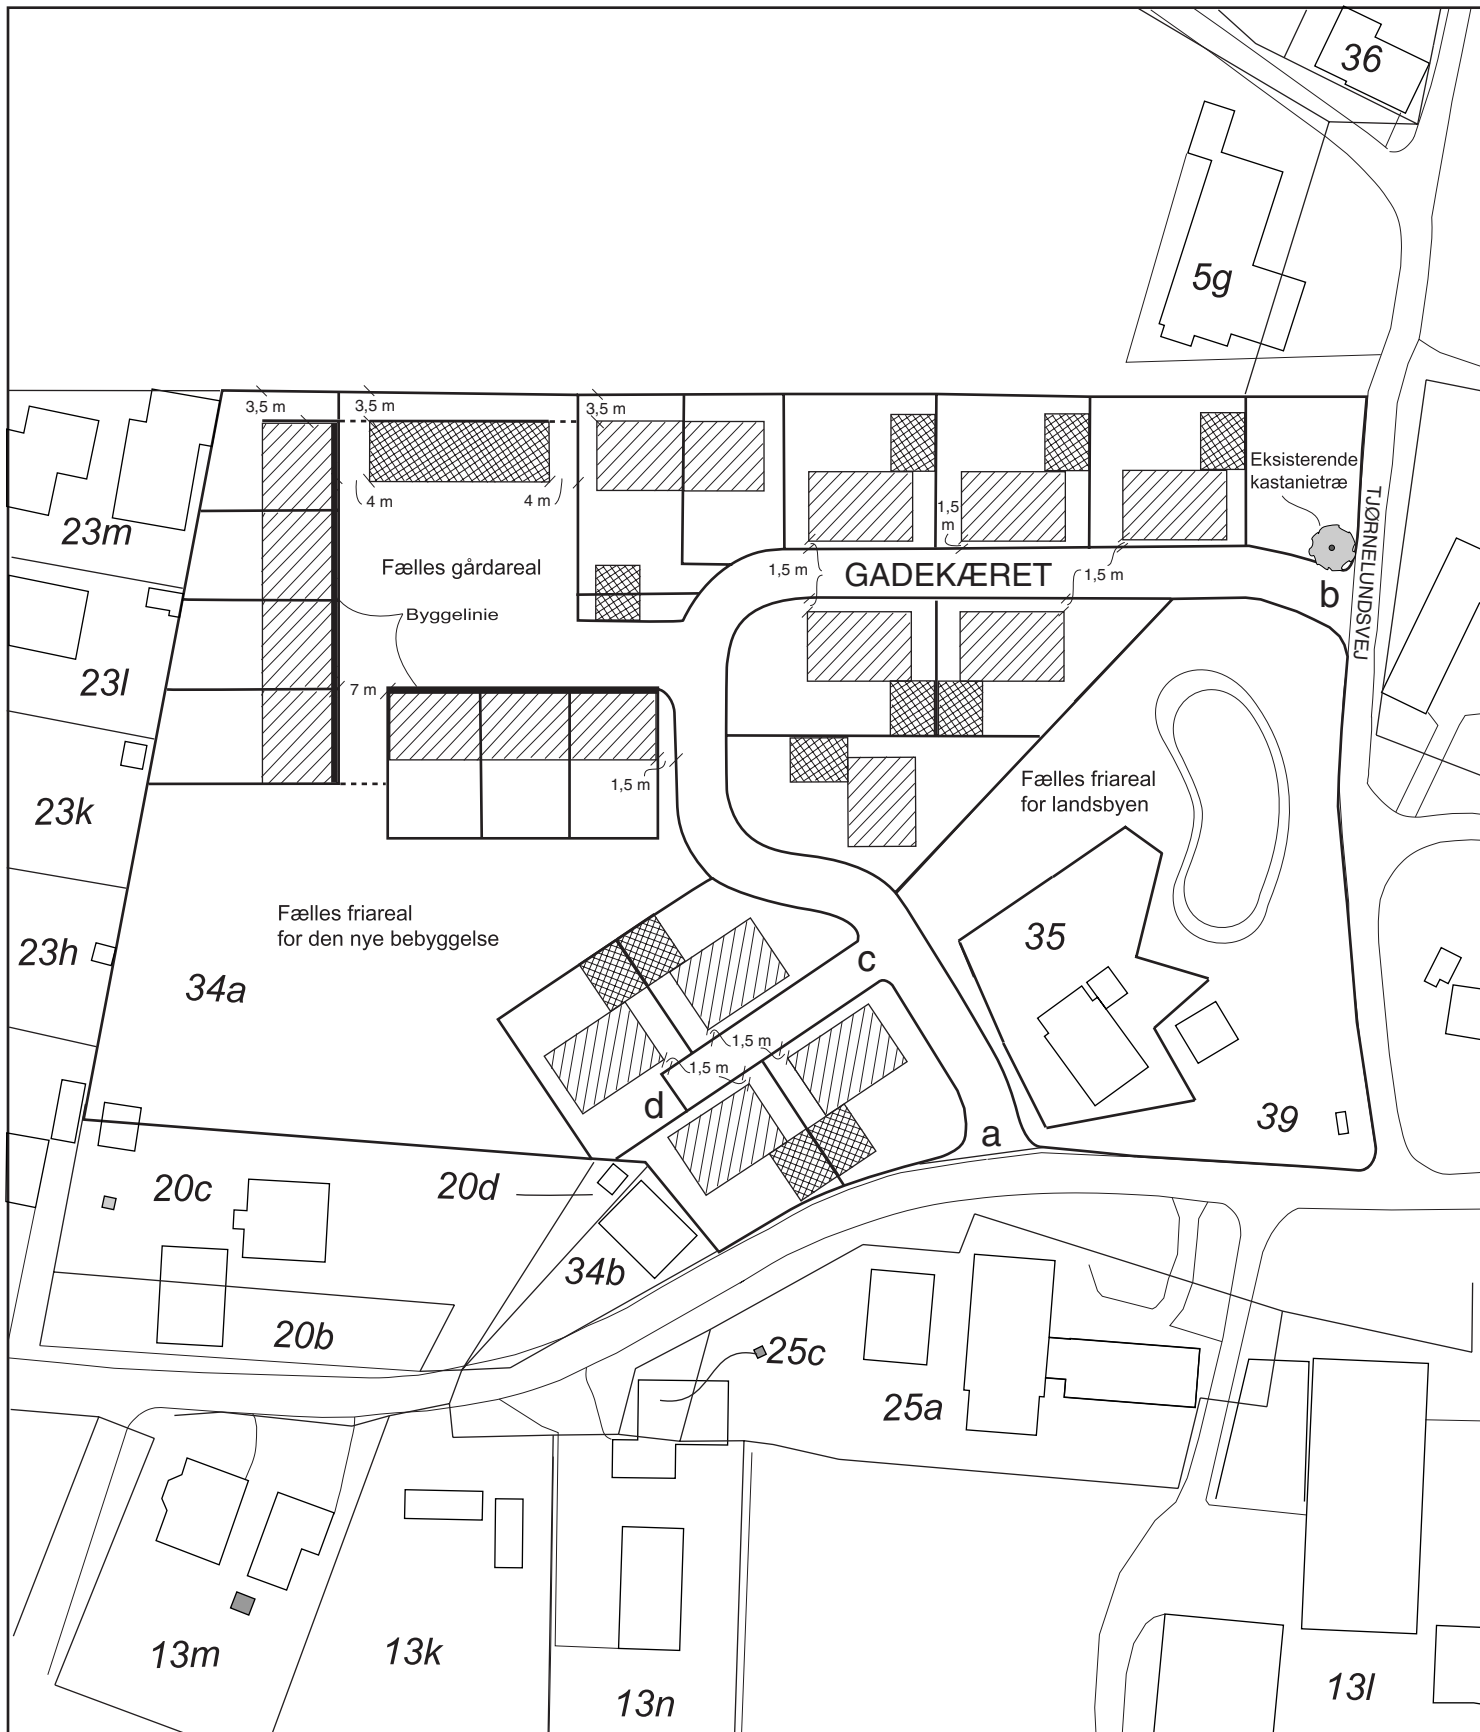 36
5g
3,5 m
3,5 m
3,5 m
4 m
4 m
1,5
m
Eksisterende
kastanietræ
TJØRNELUNDSVEJ
23m
Fælles gårdareal
1,5 m
GADEKÆRET
1,5 m
b
Byggelinie
23l
7 m
1,5 m
Fælles friareal
for landsbyen
23k
Fælles friareal
for den nye bebyggelse
23h
34a
35
c
1,5 m
1,5 m
d
a
39
20c
20d
34b
20b
25c
25a
13m
13k
13n
13l